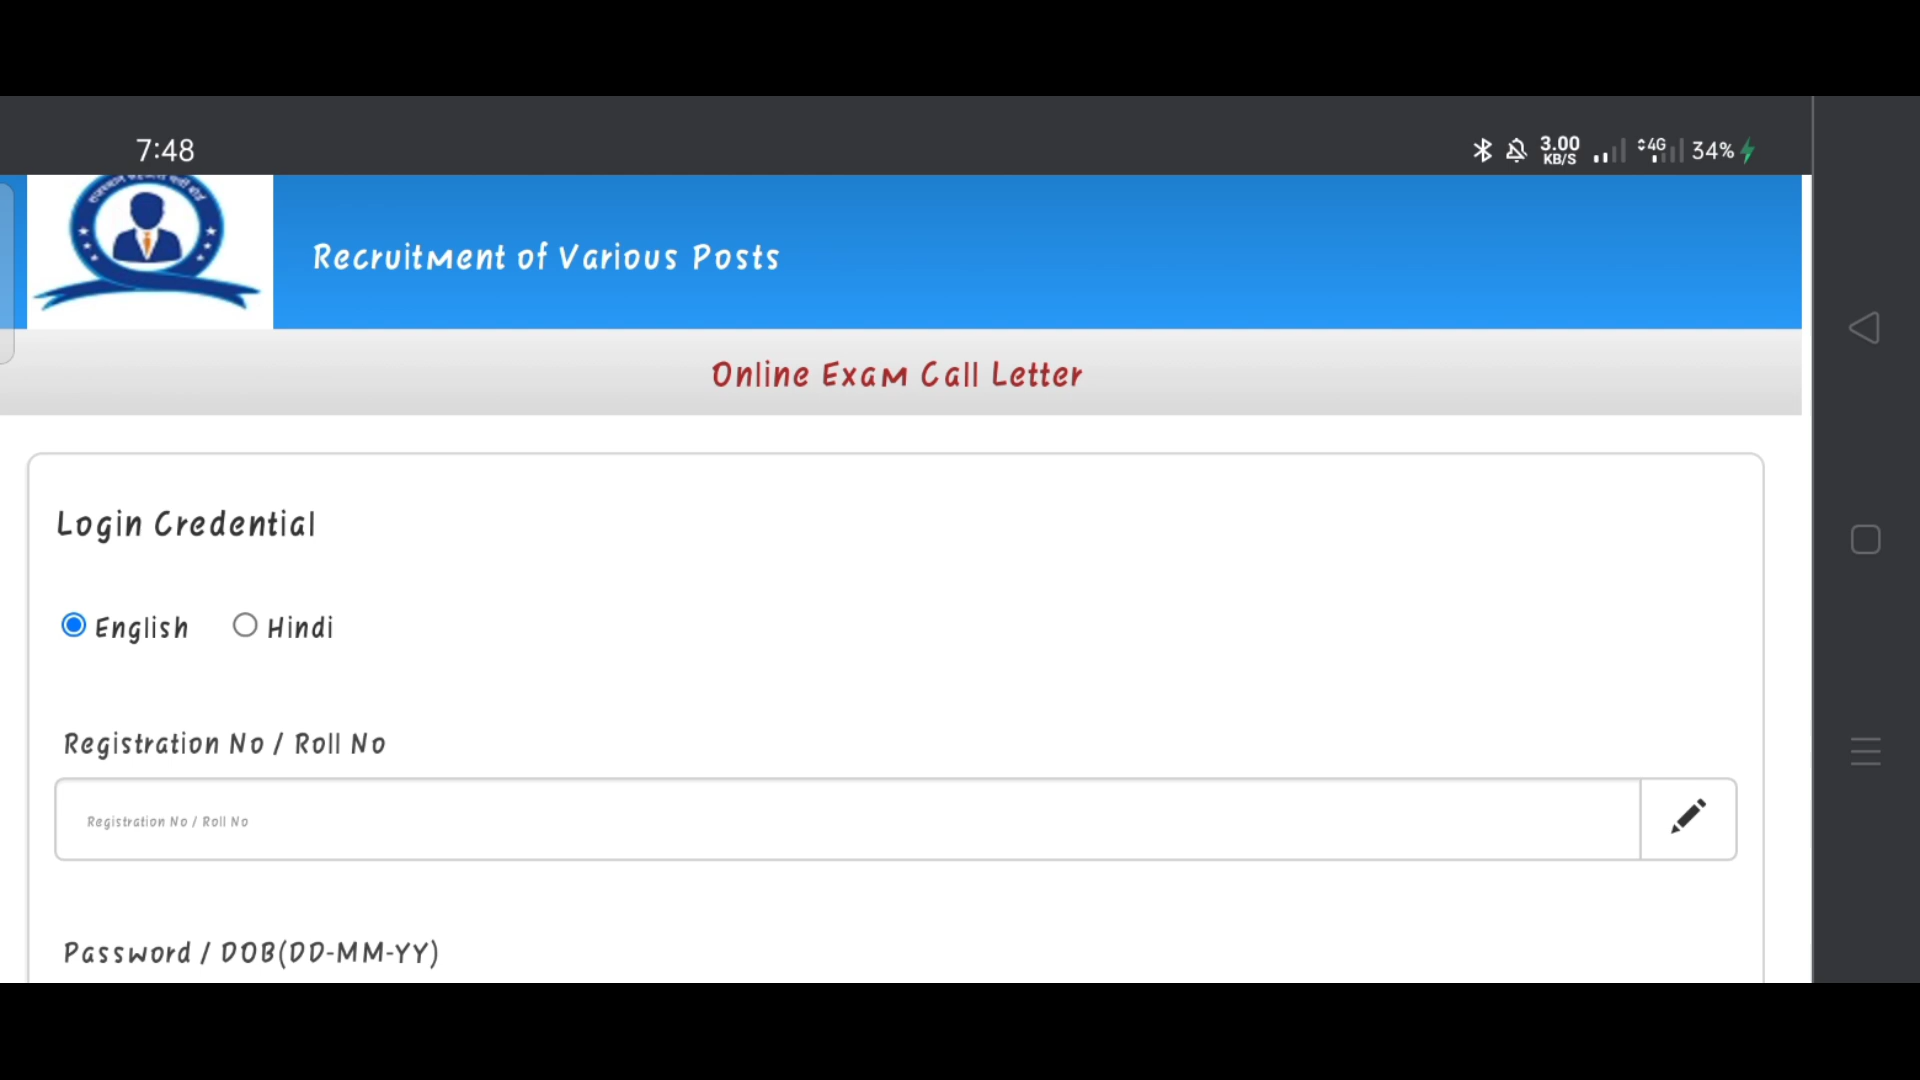 7:48
3.00
KB/S
4G
34%
Recruitment of Various Posts
Online Exam Call Letter
Login Credential
English
Hindi
Registration No / Roll No
Registration No / Roll No
Password / DOB(DD-MM-YY)